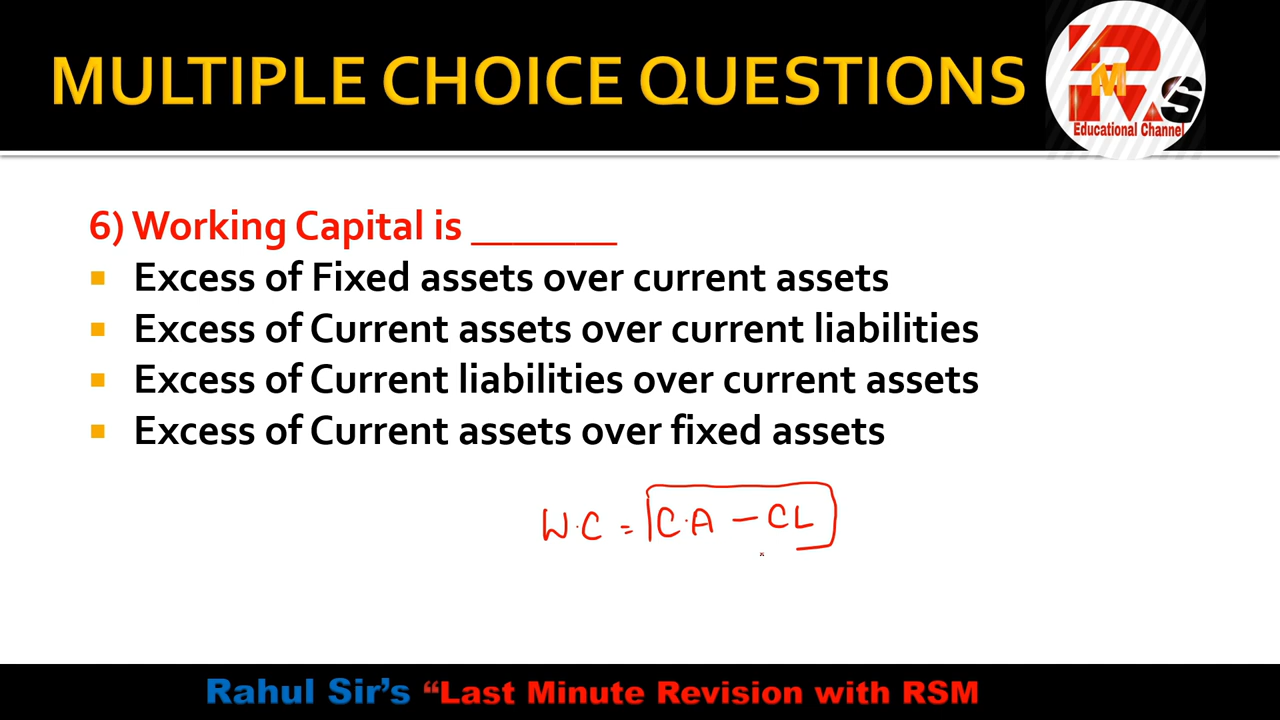 MULTIPLE CHOICE QUESTIONS
RMS
Educational Channel
6) Working Capital is _______
Excess of Fixed assets over current assets
Excess of Current assets over current liabilities
Excess of Current liabilities over current assets
Excess of Current assets over fixed assets
W.C = C.A - CL
Rahul Sir's "Last Minute Revision with RSM